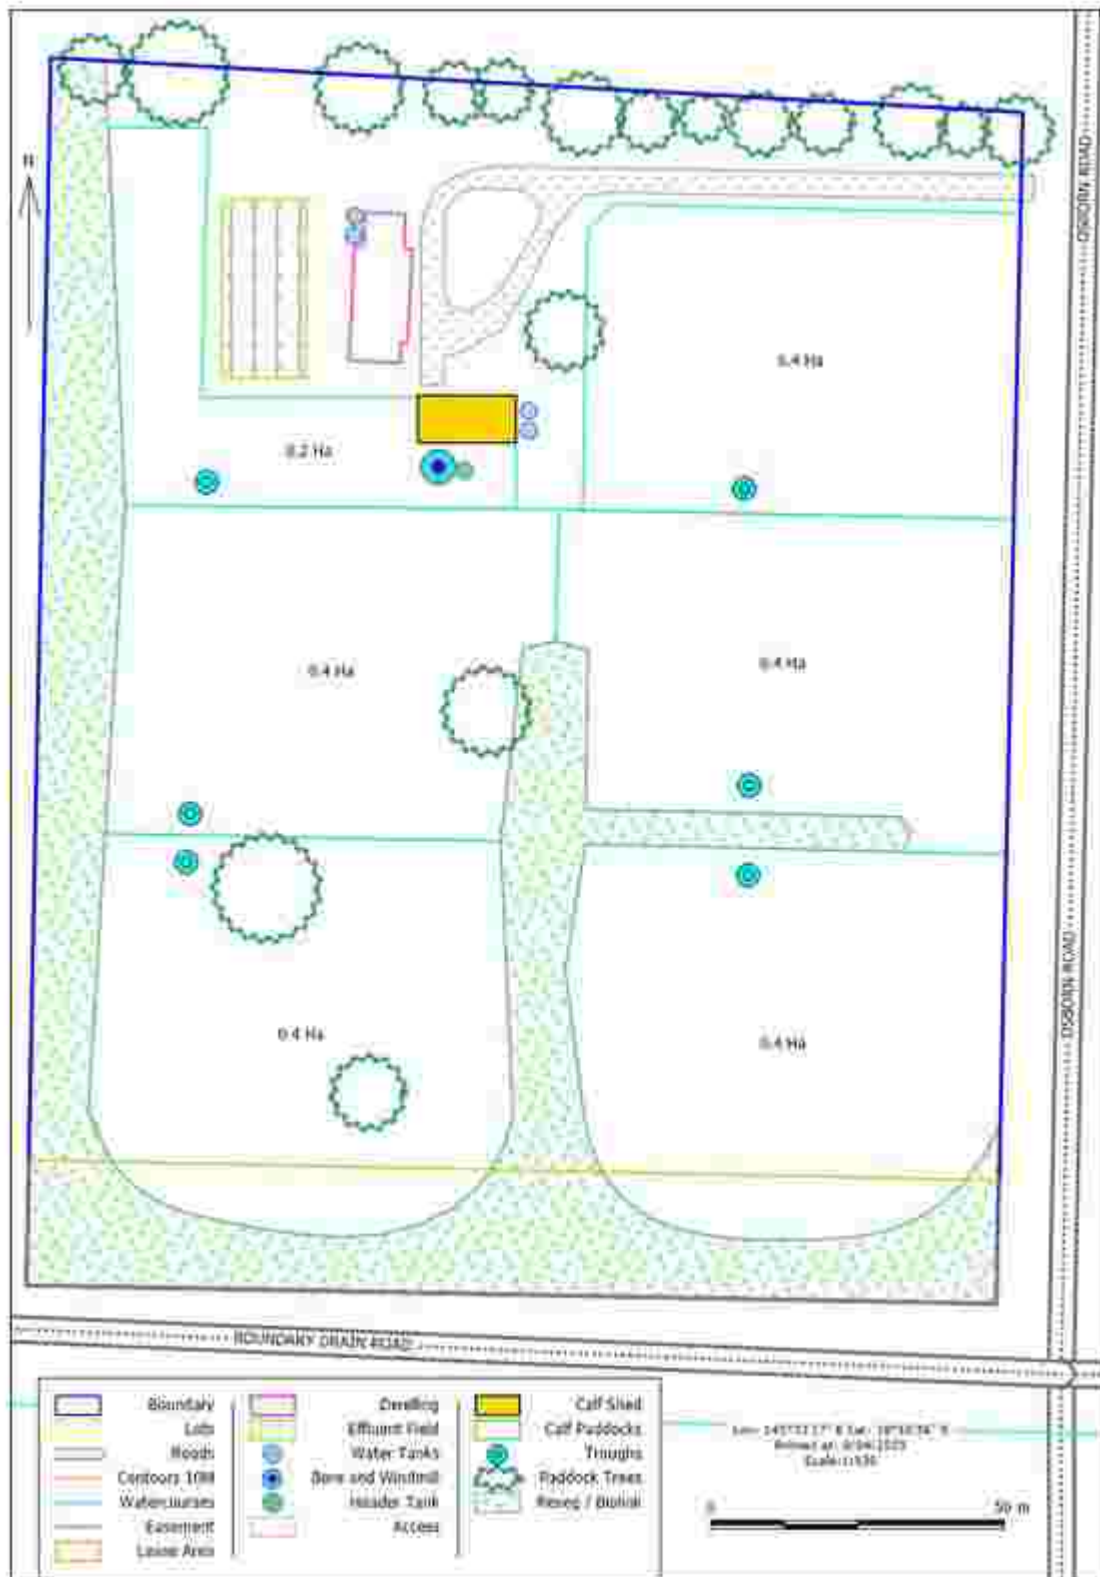 N
OSBORN ROAD
0.4 Ha
0.2 Ha
0.4 Ha
0.4 Ha
OSBORN ROAD
0.4 Ha
0.4 Ha
BOUNDARY DRAIN ROAD
Boundary
Lots
Roads
Contours 10M
Watercourses
Easement
Lease Area
Dwelling
Effluent Field
Water Tanks
Bore and Windmill
Header Tank
Access
Calf Shed
Calf Paddocks
Troughs
Paddock Trees
Reveg / Biolink
0 50 m